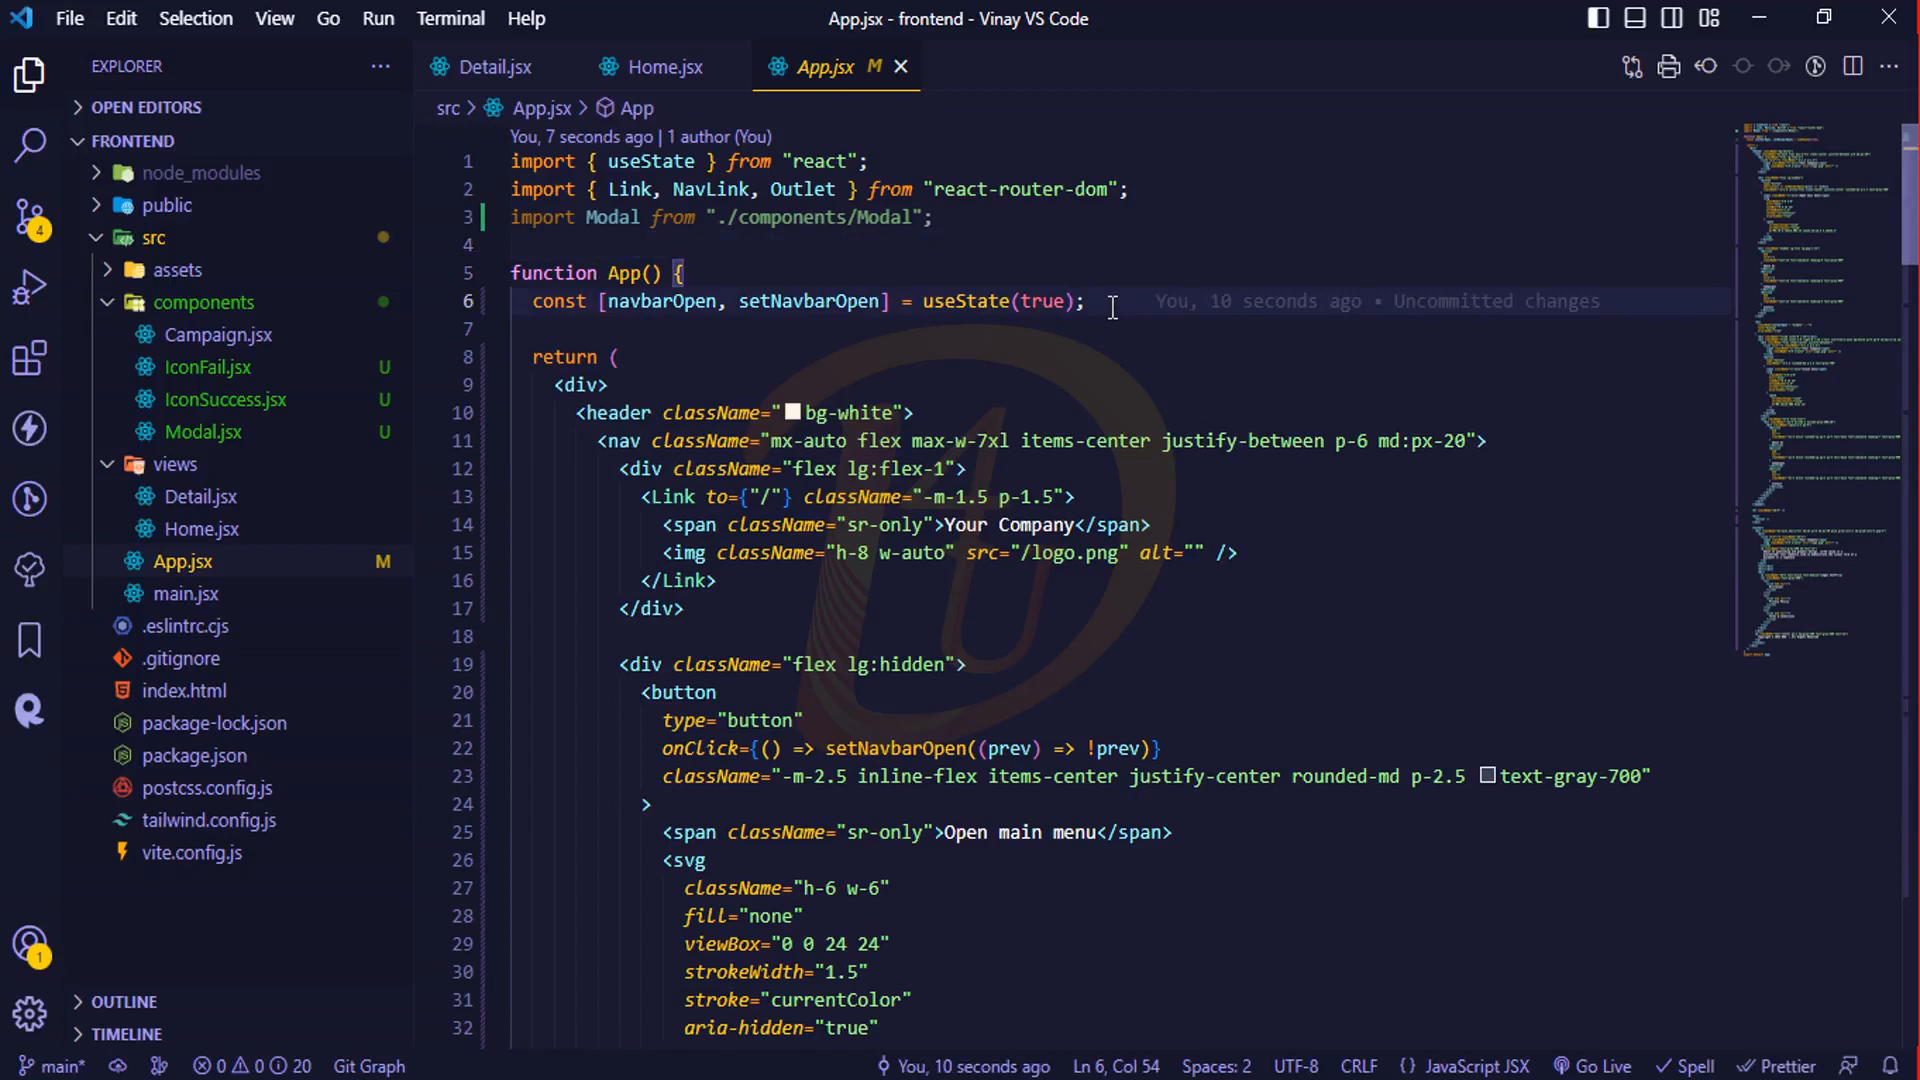 File Edit Selection View Go Run Terminal Help
App.jsx - frontend - Vinay VS Code
EXPLORER
OPEN EDITORS
FRONTEND
node_modules
public
src
assets
components
Campaign.jsx
IconFail.jsx U
IconSuccess.jsx U
Modal.jsx U
views
Detail.jsx
Home.jsx
App.jsx M
main.jsx
.eslintrc.cjs
.gitignore
index.html
package-lock.json
package.json
postcss.config.js
tailwind.config.js
vite.config.js
OUTLINE
TIMELINE
4
1
Detail.jsx Home.jsx App.jsx M
src > App.jsx > App
You, 7 seconds ago | 1 author (You)
1 import { useState } from "react";
2 import { Link, NavLink, Outlet } from "react-router-dom";
3 import Modal from "./components/Modal";
4
5 function App() {
6 const [navbarOpen, setNavbarOpen] = useState(true); You, 10 seconds ago • Uncommitted changes
7
8 return (
9 <div>
10 <header className="bg-white">
11 <nav className="mx-auto flex max-w-7xl items-center justify-between p-6 md:px-20">
12 <div className="flex lg:flex-1">
13 <Link to={"/"} className="-m-1.5 p-1.5">
14 <span className="sr-only">Your Company</span>
15 <img className="h-8 w-auto" src="/logo.png" alt="" />
16 </Link>
17 </div>
18
19 <div className="flex lg:hidden">
20 <button
21 type="button"
22 onClick={() => setNavbarOpen((prev) => !prev)}
23 className="-m-2.5 inline-flex items-center justify-center rounded-md p-2.5 text-gray-700"
24 >
25 <span className="sr-only">Open main menu</span>
26 <svg
27 className="h-6 w-6"
28 fill="none"
29 viewBox="0 0 24 24"
30 strokeWidth="1.5"
31 stroke="currentColor"
32 aria-hidden="true"
main* 0 0 20 Git Graph You, 10 seconds ago Ln 6, Col 54 Spaces: 2 UTF-8 CRLF {} JavaScript JSX Go Live Spell Prettier